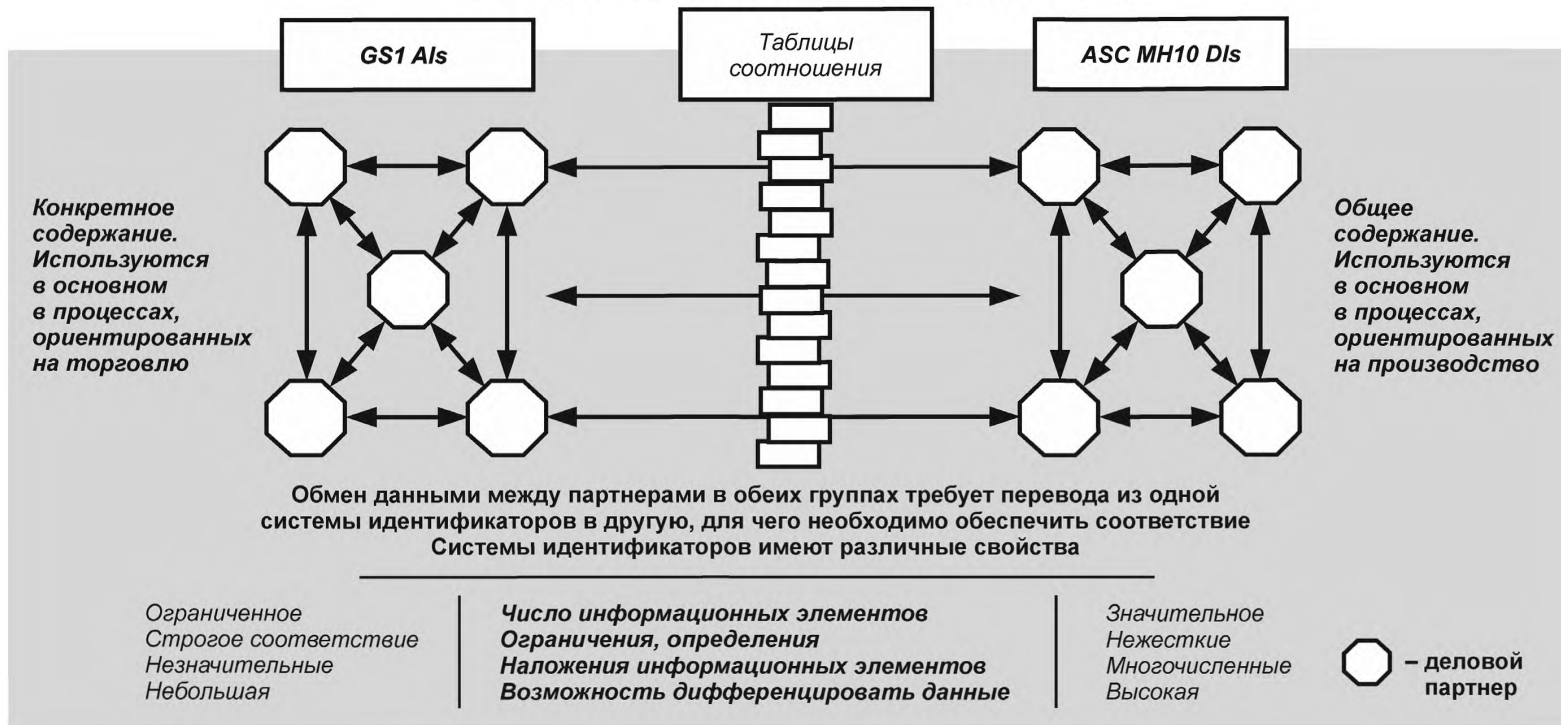 GS1 AIs
Таблицы
соотношения
ASC MH10 DIs
Конкретное
содержание.
Используются
в основном
в процессах,
ориентированных
на торговлю
Общее
содержание.
Используются
в основном
в процессах,
ориентированных
на производство
Обмен данными между партнерами в обеих группах требует перевода из одной
системы идентификаторов в другую, для чего необходимо обеспечить соответствие
Системы идентификаторов имеют различные свойства
Ограниченное
Строгое соответствие
Незначительные
Небольшая
Число информационных элементов
Ограничения, определения
Наложения информационных элементов
Возможность дифференцировать данные
Значительное
Нежесткие
Многочисленные
Высокая
– деловой
партнер